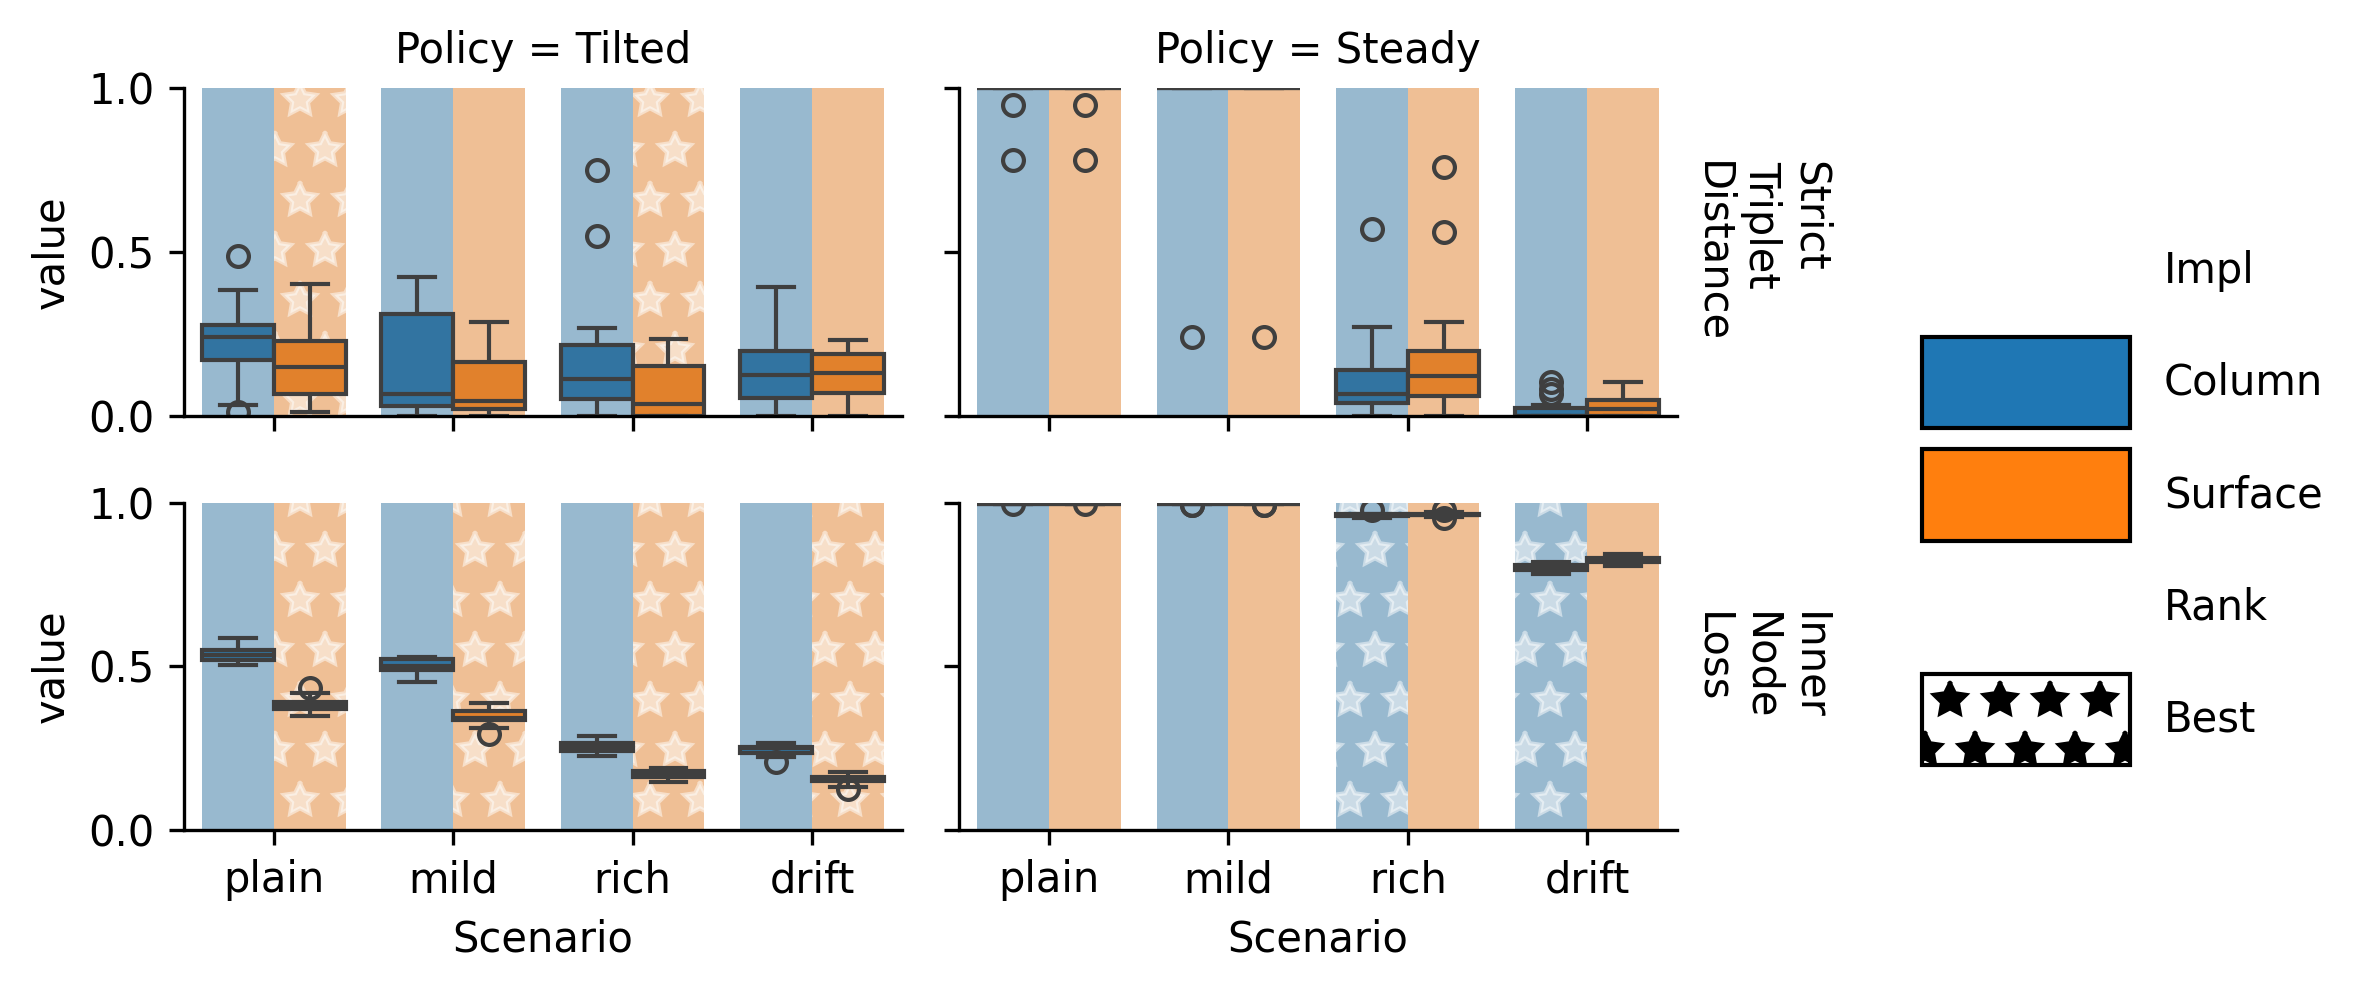 Policy = Tilted
Policy = Steady
value
1.0
0.5
0.0
Strict
Triplet
Distance
value
1.0
0.5
0.0
Inner
Node
Loss
plain
mild
rich
drift
plain
mild
rich
drift
Scenario
Scenario
Impl
Column
Surface
Rank
Best